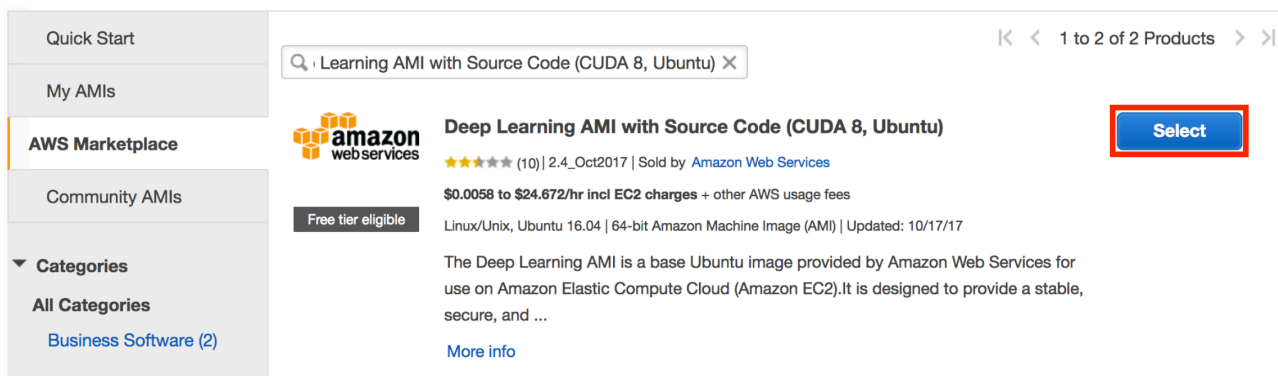 Quick Start
My AMIs
AWS Marketplace
Community AMIs
Categories
All Categories
Business Software (2)
1 to 2 of 2 Products
Learning AMI with Source Code (CUDA 8, Ubuntu)
amazon
webservices
Free tier eligible
Deep Learning AMI with Source Code (CUDA 8, Ubuntu)
(10) | 2.4_Oct2017 | Sold by Amazon Web Services
$0.0058 to $24.672/hr incl EC2 charges + other AWS usage fees
Linux/Unix, Ubuntu 16.04 | 64-bit Amazon Machine Image (AMI) | Updated: 10/17/17
The Deep Learning AMI is a base Ubuntu image provided by Amazon Web Services for
use on Amazon Elastic Compute Cloud (Amazon EC2).It is designed to provide a stable,
secure, and ...
More info
Select